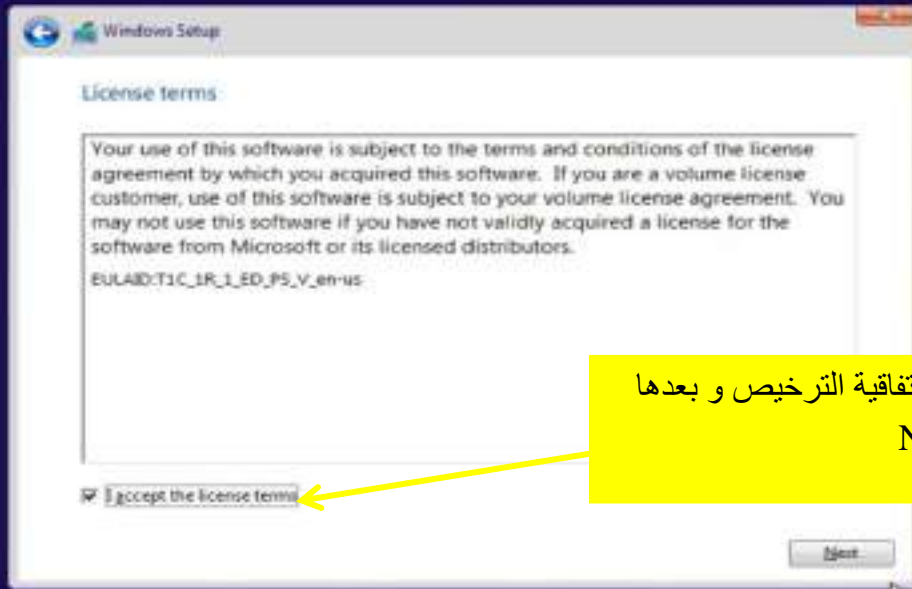 Windows Setup
License terms
Your use of this software is subject to the terms and conditions of the license
agreement by which you acquired this software. If you are a volume license
customer, use of this software is subject to your volume license agreement. You
may not use this software if you have not validly acquired a license for the
software from Microsoft or its licensed distributors.
EULAID:T1C_1R_1_ED_PS_V_en-us
الترخيص و بعدها
I accept the license terms
Next